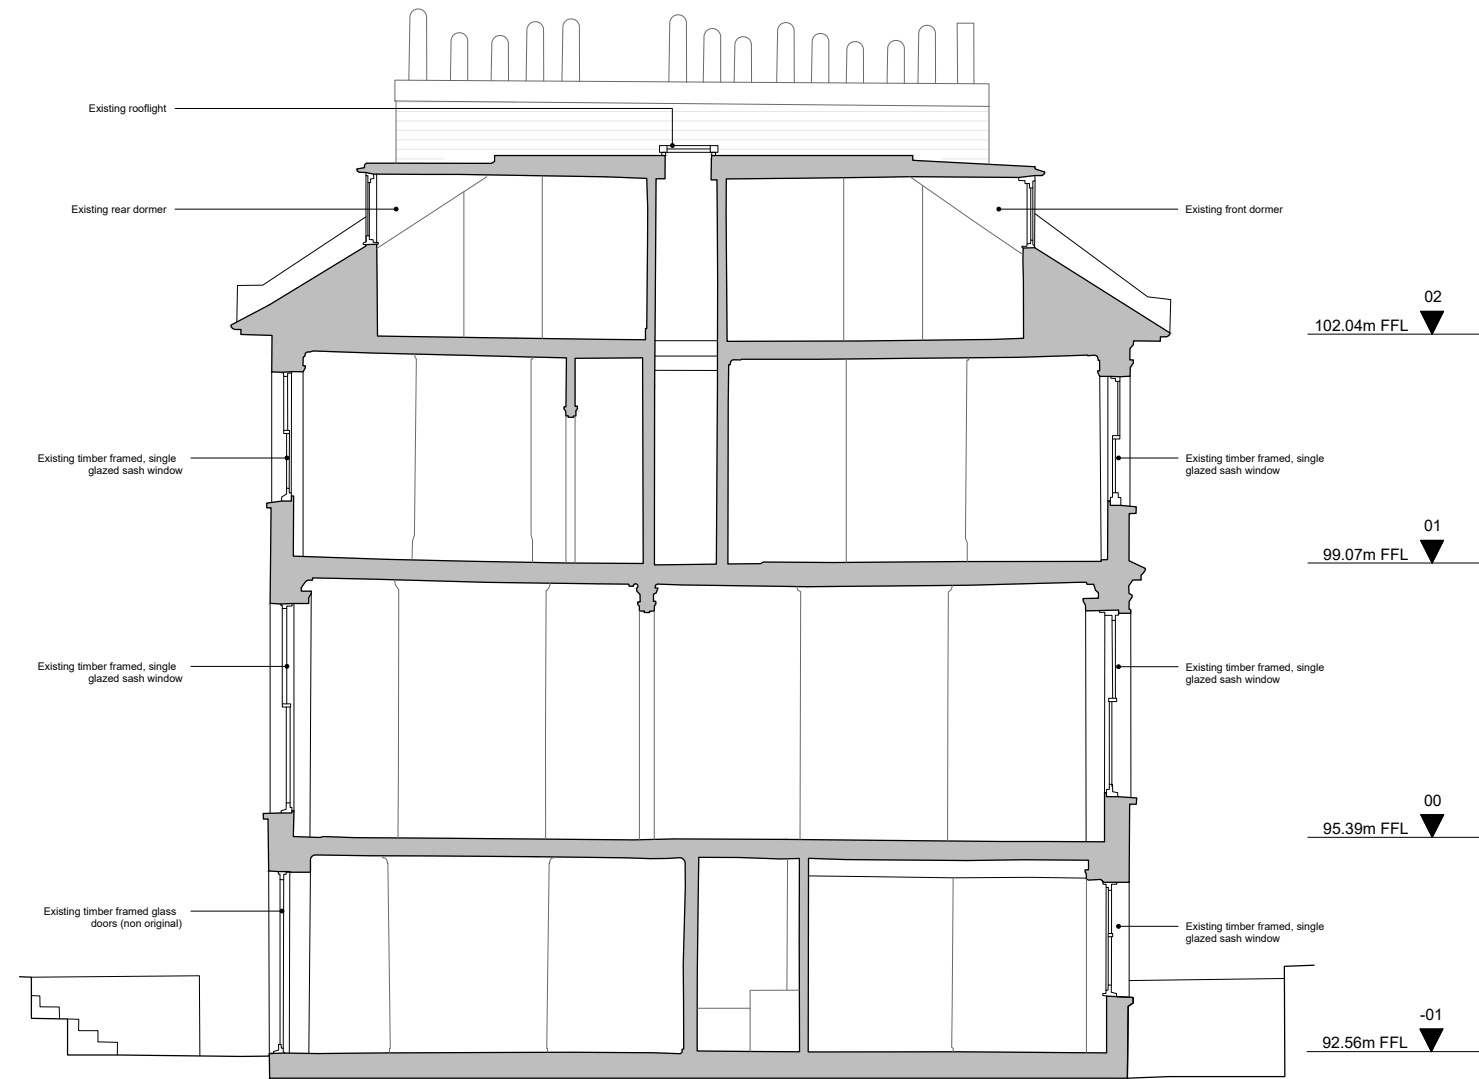 Existing rooflight
Existing rear dormer
Existing front dormer
02
102.04m FFL
Existing timber framed, single
glazed sash window
Existing timber framed, single
glazed sash window
01
99.07m FFL
Existing timber framed, single
glazed sash window
Existing timber framed, single
glazed sash window
00
95.39m FFL
Existing timber framed glass
doors (non original)
Existing timber framed, single
glazed sash window
-01
92.56m FFL